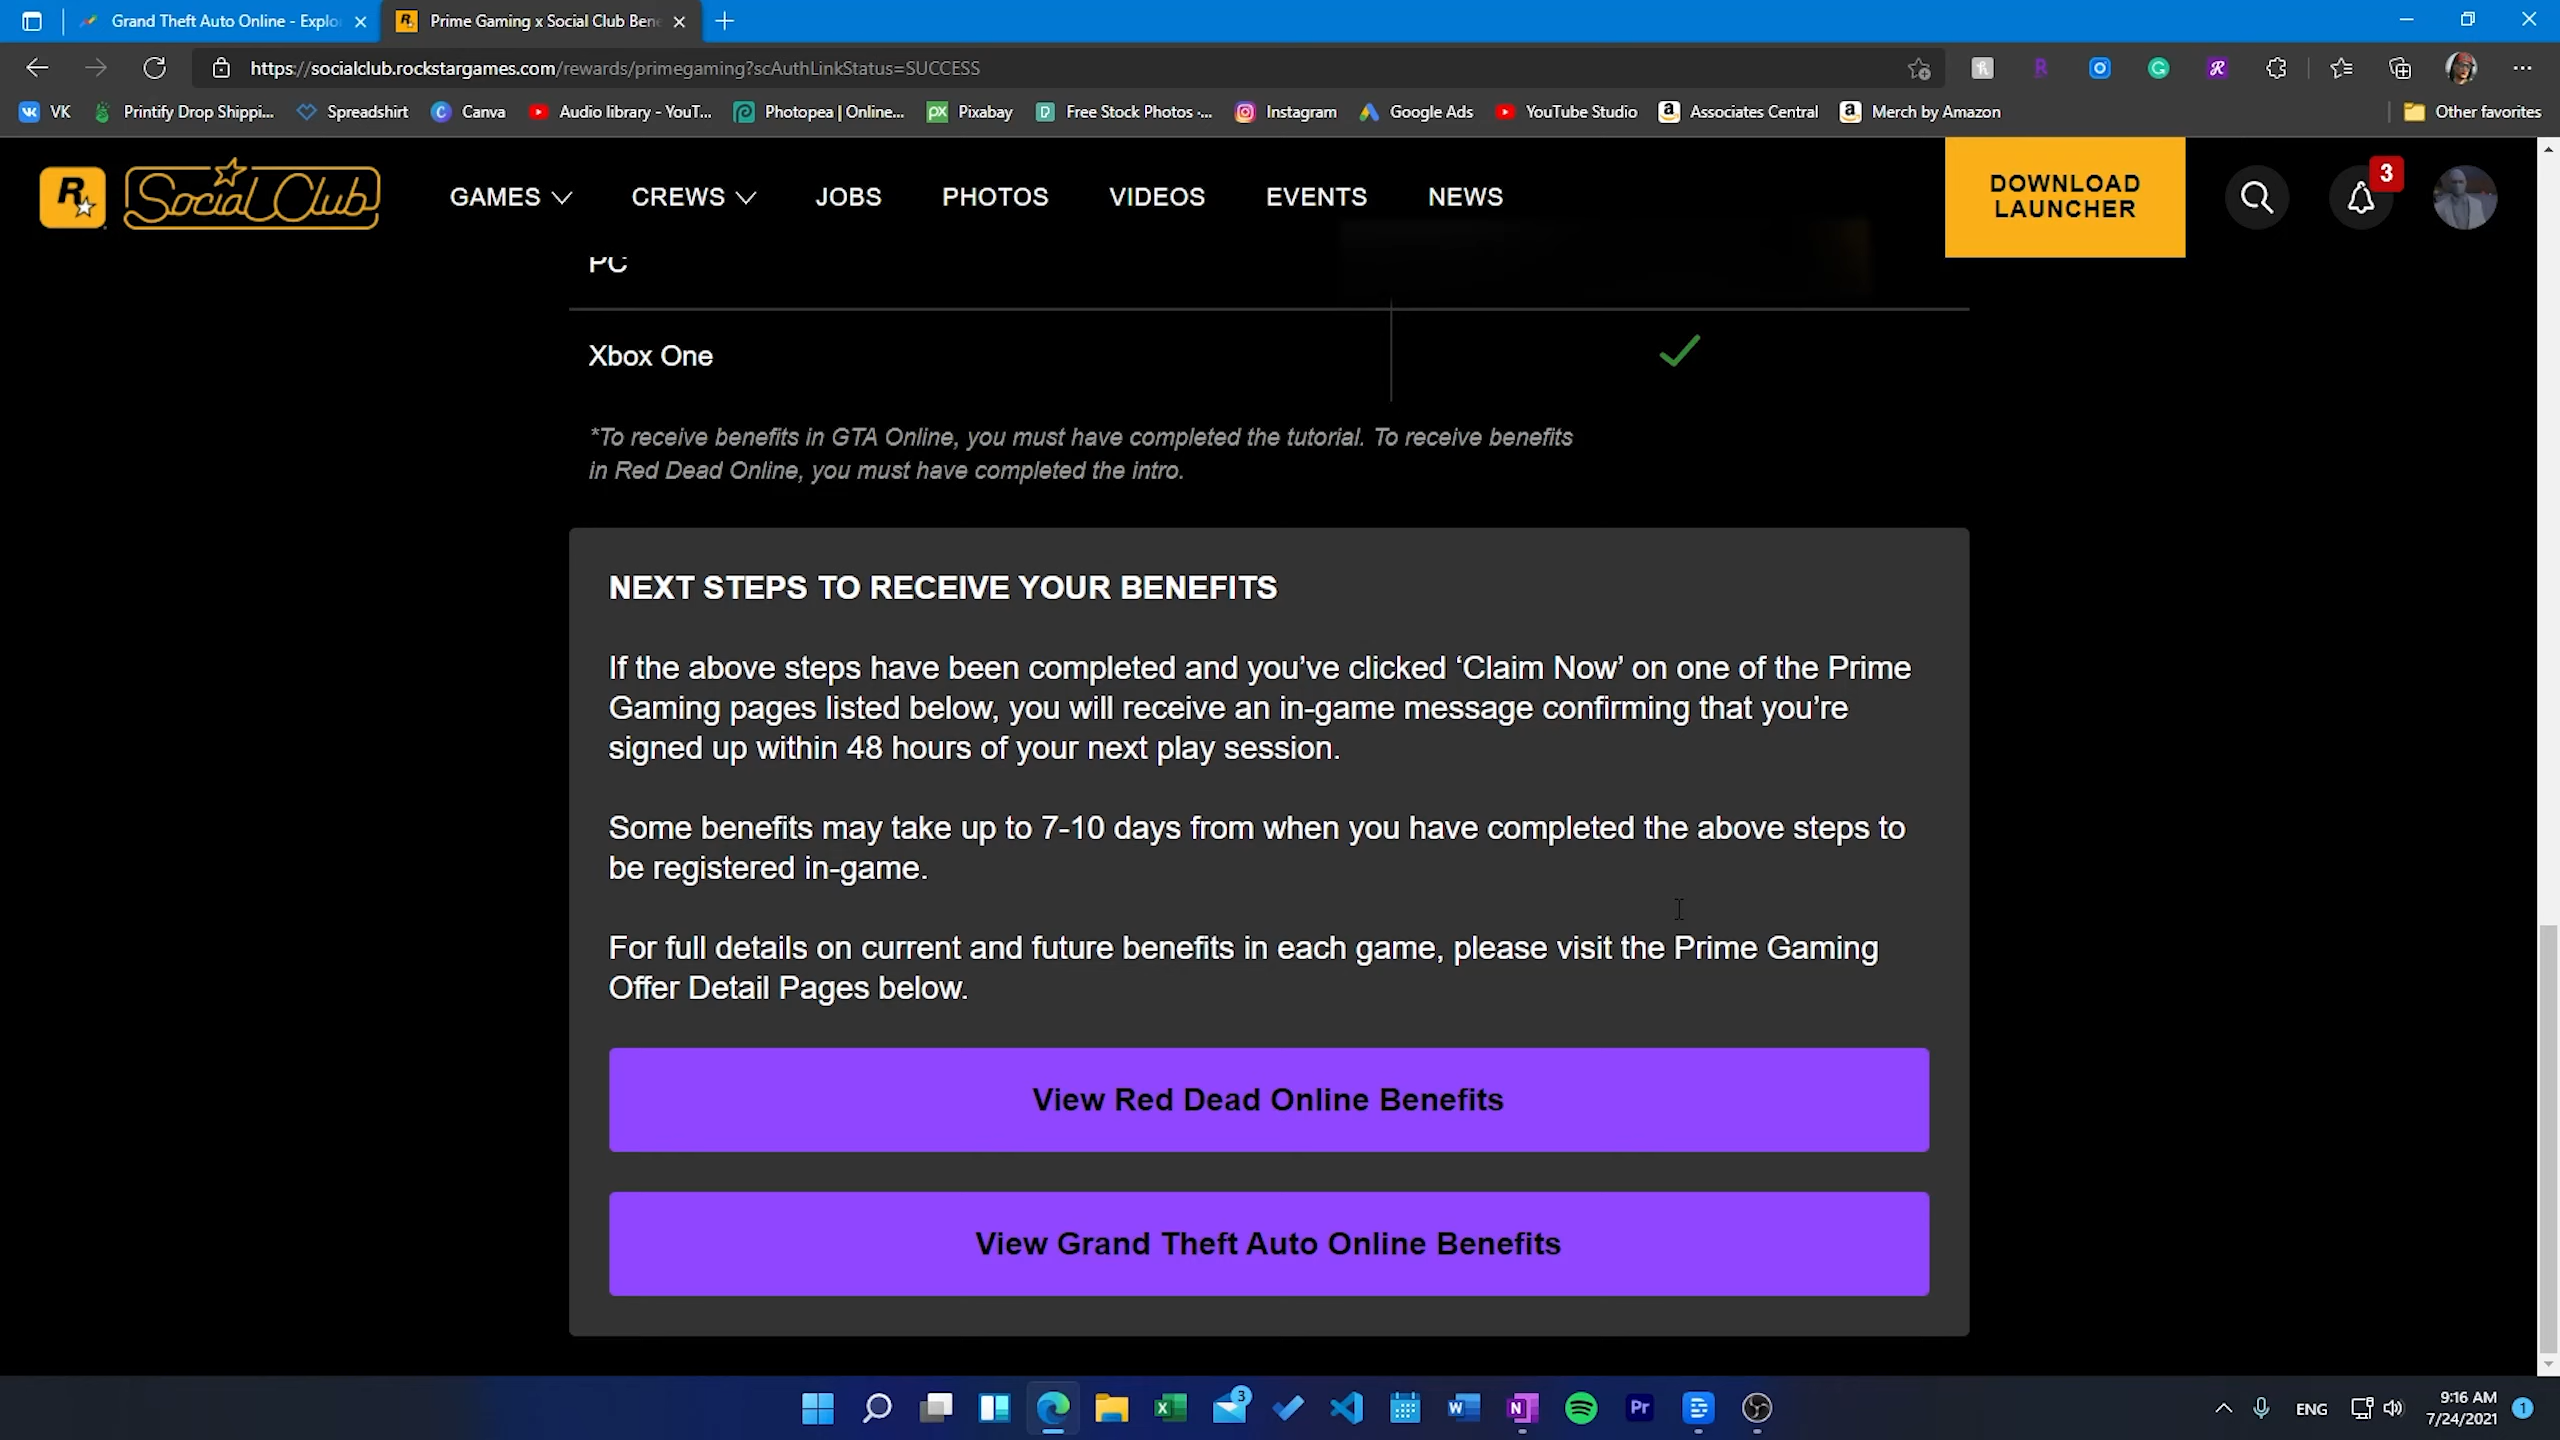 Grand Theft Auto Online - Explo
Prime Gaming x Social Club Bene
https://socialclub.rockstargames.com/rewards/primegaming?scAuthLinkStatus=SUCCESS
VK
Printify Drop Shippi...
Spreadshirt
Canva
Audio library - YouT...
Photopea | Online...
Pixabay
Free Stock Photos ·...
Instagram
Google Ads
YouTube Studio
Associates Central
Merch by Amazon
Other favorites
Social Club
GAMES
CREWS
JOBS
PHOTOS
VIDEOS
EVENTS
NEWS
DOWNLOAD
LAUNCHER
3
PC
Xbox One
*To receive benefits in GTA Online, you must have completed the tutorial. To receive benefits
in Red Dead Online, you must have completed the intro.
NEXT STEPS TO RECEIVE YOUR BENEFITS
If the above steps have been completed and you’ve clicked ‘Claim Now’ on one of the Prime
Gaming pages listed below, you will receive an in-game message confirming that you’re
signed up within 48 hours of your next play session.
Some benefits may take up to 7-10 days from when you have completed the above steps to
be registered in-game.
For full details on current and future benefits in each game, please visit the Prime Gaming
Offer Detail Pages below.
View Red Dead Online Benefits
View Grand Theft Auto Online Benefits
3
ENG
9:16 AM
7/24/2021
1